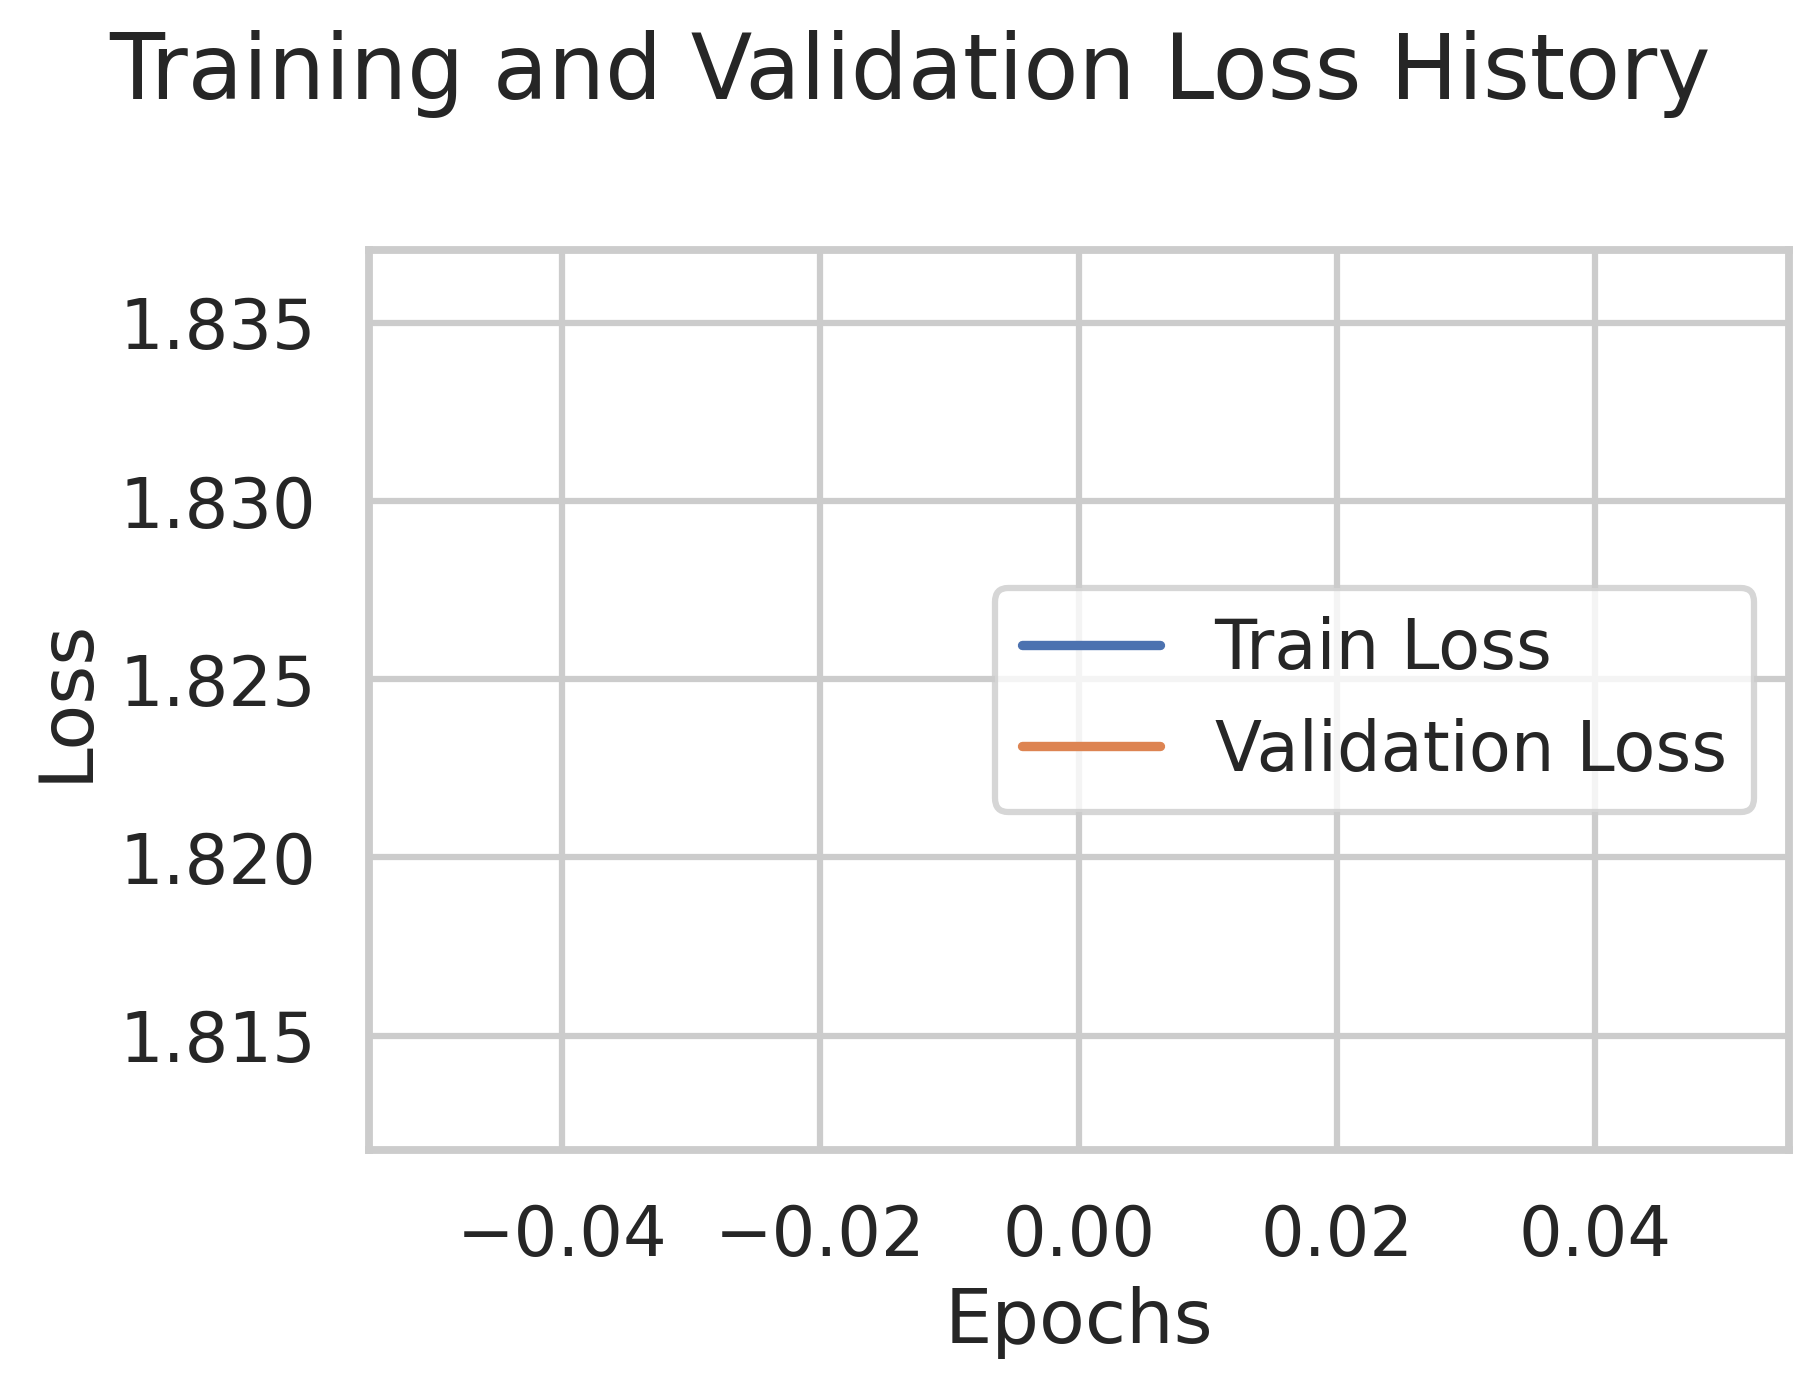 Training and Validation Loss History
1.835
1.830
1.825
1.820
1.815
Loss
Train Loss
Validation Loss
−0.04 −0.02 0.00 0.02 0.04
Epochs